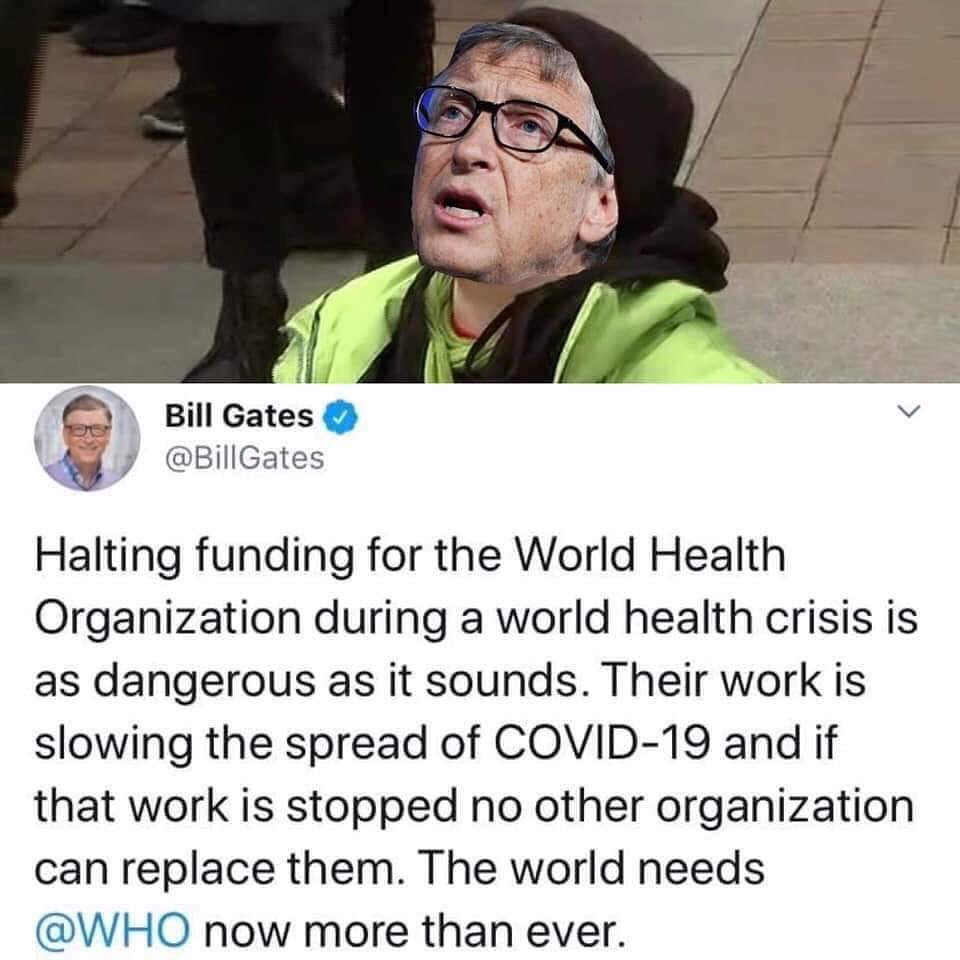 Bill Gates
@BillGates
Halting funding for the World Health
Organization during a world health crisis is
as dangerous as it sounds. Their work is
slowing the spread of COVID-19 and if
that work is stopped no other organization
can replace them. The world needs
@WHO now more than ever.